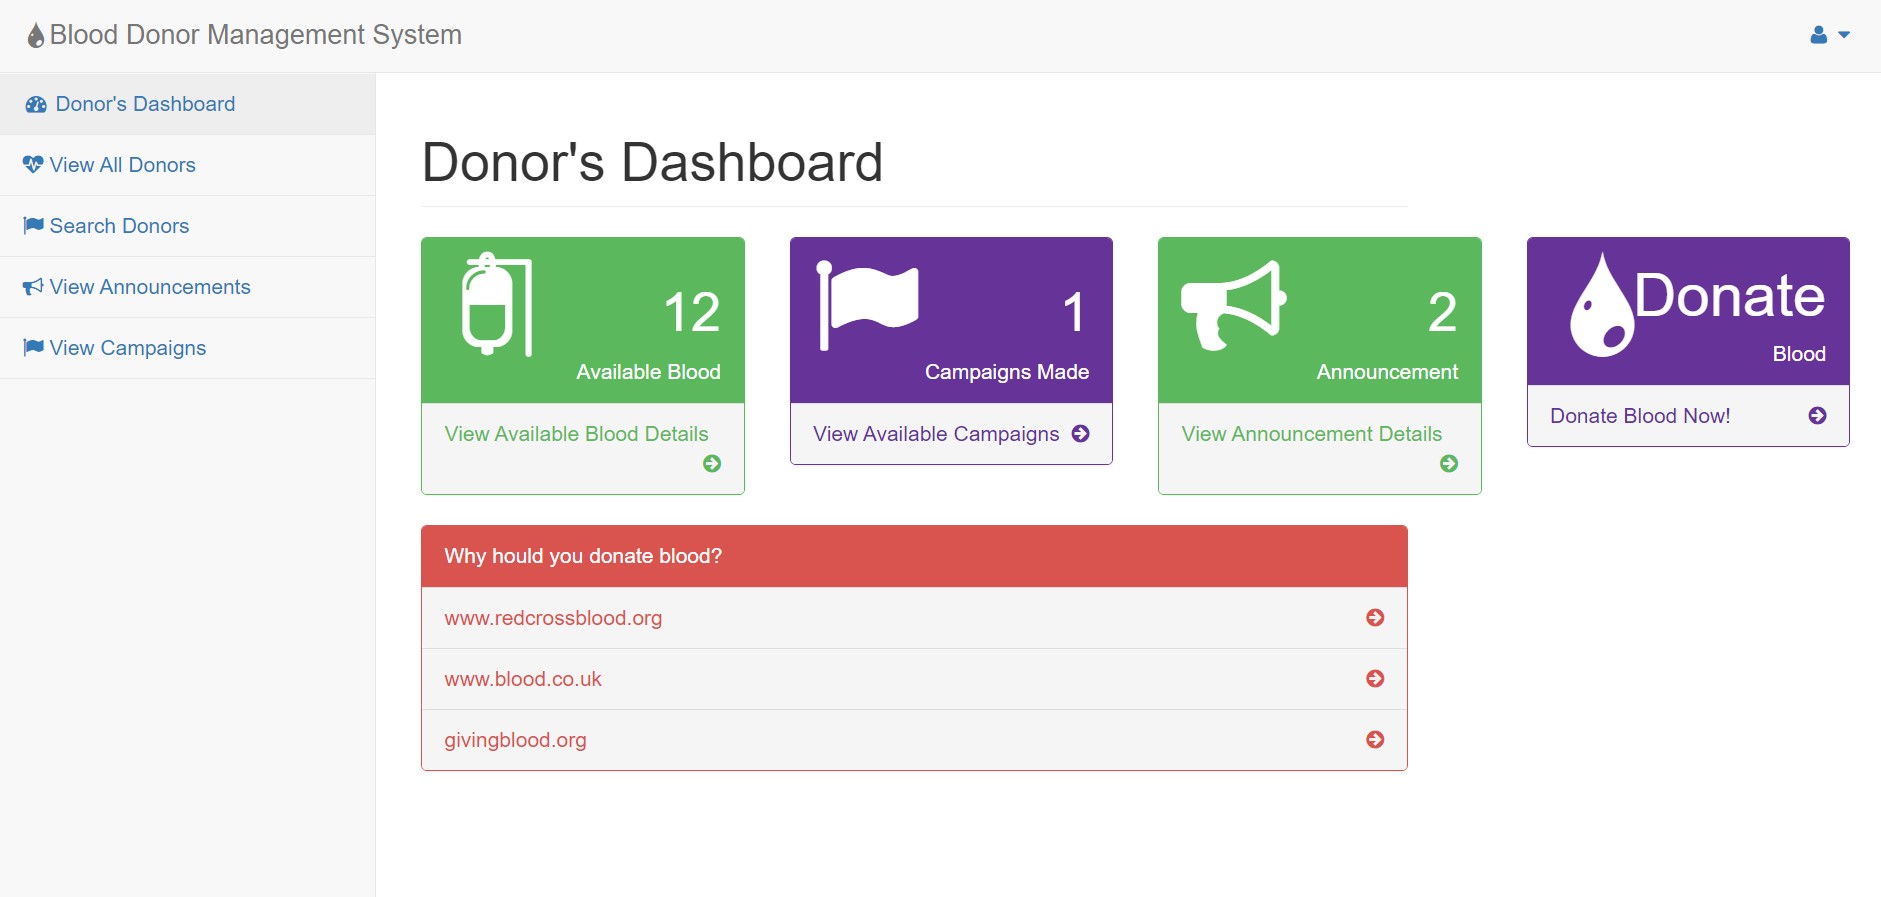 Blood Donor Management System
Donor's Dashboard
View All Donors
Search Donors
View Announcements
View Campaigns
Donor's Dashboard
12
Available Blood
View Available Blood Details
1
Campaigns Made
View Available Campaigns
2
Announcement
View Announcement Details
Donate
Blood
Donate Blood Now!
Why hould you donate blood?
www.redcrossblood.org
www.blood.co.uk
givingblood.org